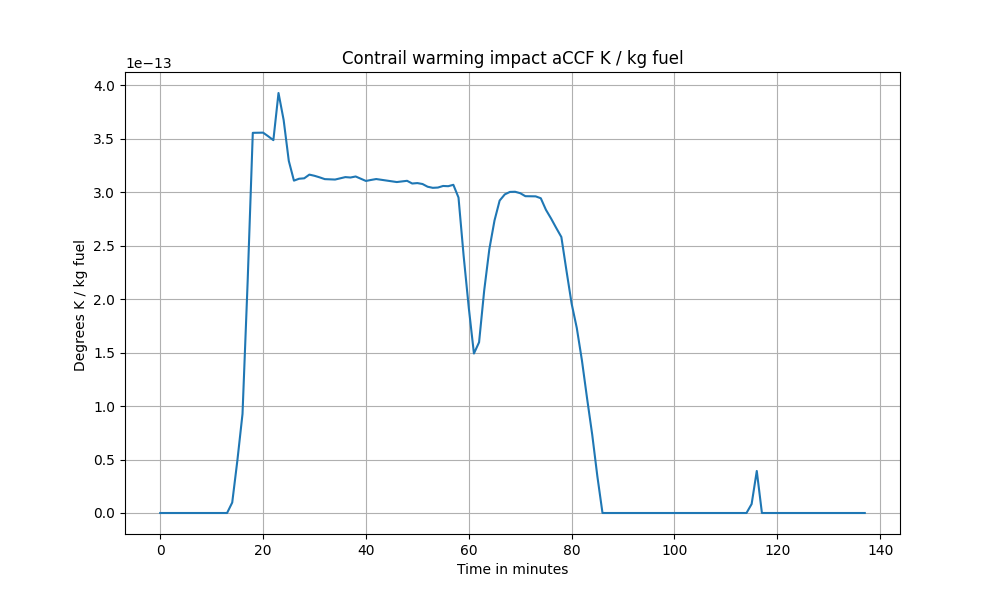 Contrail warming impact aCCF K / kg fuel
1e−13
4.0
3.5
3.0
2.5
2.0
1.5
1.0
0.5
0.0
Degrees K / kg fuel
0 20 40 60 80 100 120 140
Time in minutes